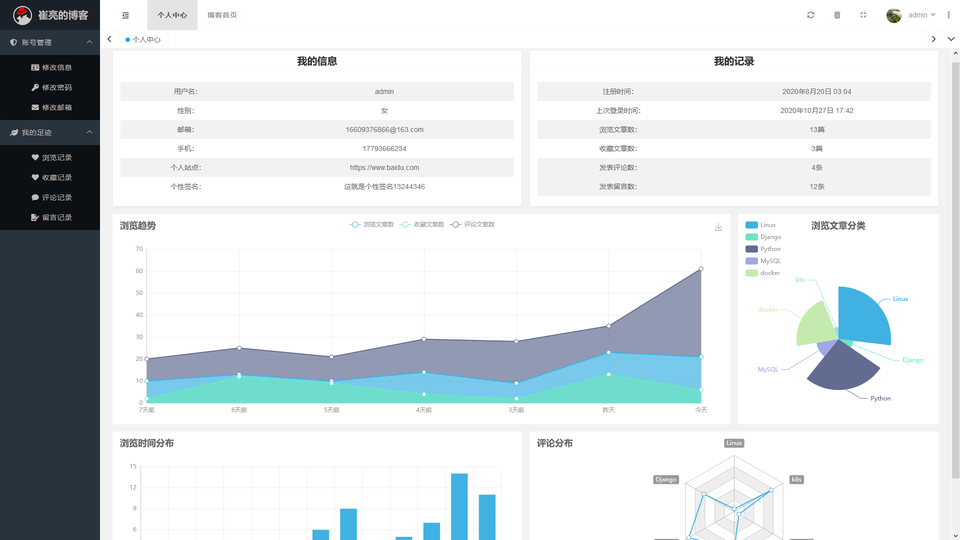 崔亮的博客
个人中心
博客首页
admin
账号管理
个人中心
修改信息
修改密码
修改邮箱
我的足迹
浏览记录
收藏记录
评论记录
留言记录
我的信息
用户名: admin
性别: 女
邮箱: 16609376866@163.com
手机: 17793666234
个人站点: https://www.baidu.com
个性签名: 这就是个性签名13244346
我的记录
注册时间: 2020年8月20日 03:04
上次登录时间: 2020年10月27日 17:42
浏览文章数: 13篇
收藏文章数: 3篇
发表评论数: 4条
发表留言数: 12条
浏览趋势
浏览文章数 收藏文章数 评论文章数
70
60
50
40
30
20
10
0
7天前 6天前 5天前 4天前 3天前 昨天 今天
浏览文章分类
Linux
Django
Python
MySQL
docker
k8s
Linux
docker
Django
MySQL
Python
浏览时间分布
15
12
9
6
评论分布
Linux
Django
k8s